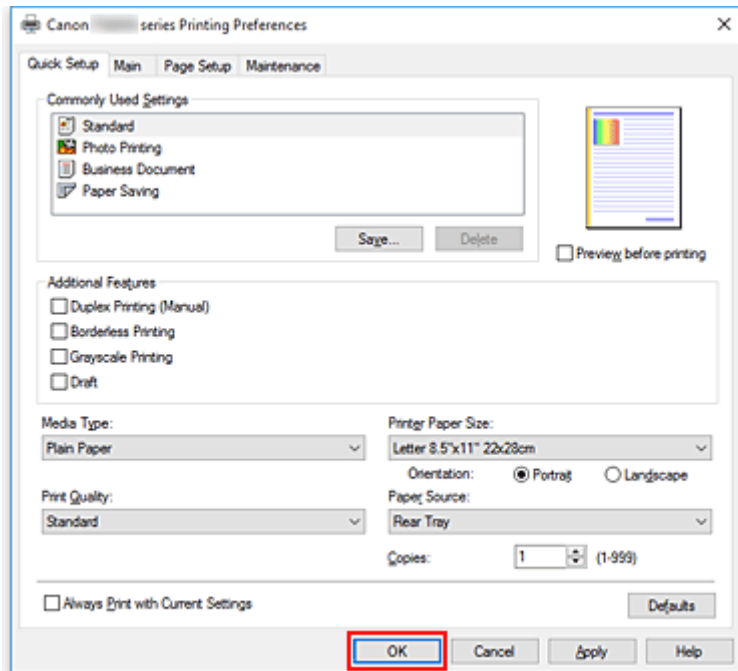 Canon series Printing Preferences
Quick Setup Main Page Setup Maintenance
Commonly Used Settings
Standard
Photo Printing
Business Document
Paper Saving
Save... Delete
Preview before printing
Additional Features
Duplex Printing (Manual)
Borderless Printing
Grayscale Printing
Draft
Media Type: Printer Paper Size:
Plain Paper Letter 8.5"x11" 22x28cm
Orientation: Portrait Landscape
Print Quality: Paper Source:
Standard Rear Tray
Copies: 1 (1-999)
Always Print with Current Settings Defaults
OK Cancel Apply Help